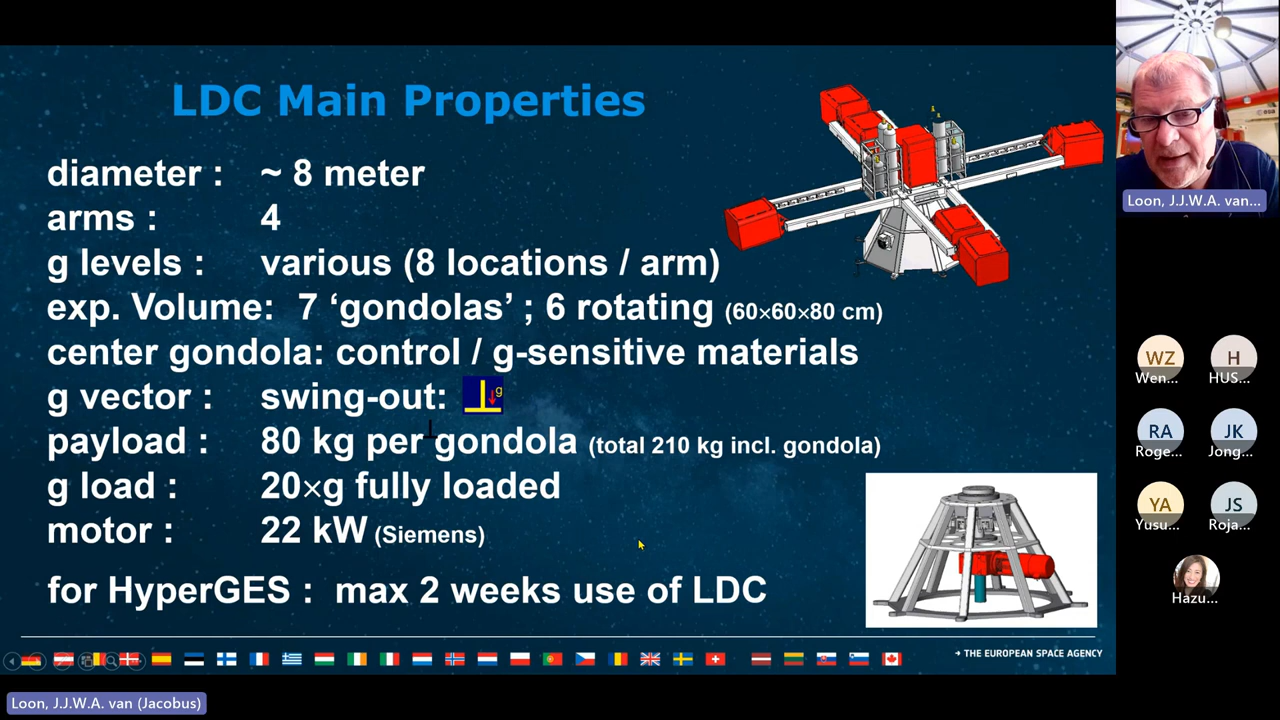 LDC Main Properties
diameter : ~ 8 meter
arms : 4
g levels : various (8 locations / arm)
exp. Volume: 7 ‘gondolas’ ; 6 rotating (60×60×80 cm)
center gondola: control / g-sensitive materials
g vector : swing-out: g
payload : 80 kg per gondola (total 210 kg incl. gondola)
g load : 20×g fully loaded
motor : 22 kW (Siemens)
for HyperGES : max 2 weeks use of LDC
→ THE EUROPEAN SPACE AGENCY
Loon, J.J.W.A. van...
WZ
Wen...
H
HUS...
RA
Roge...
JK
Jong...
YA
Yusu...
JS
Roja...
Hazu...
Loon, J.J.W.A. van (Jacobus)